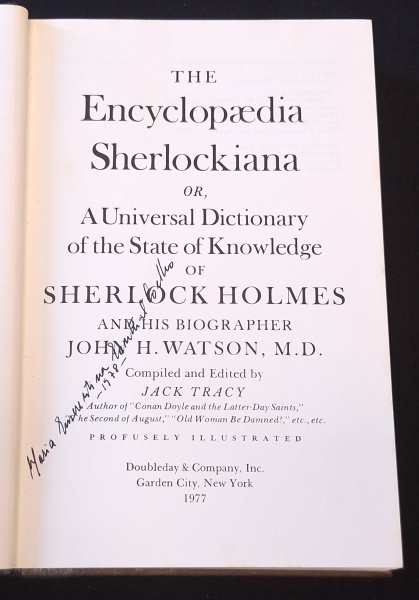 THE
Encyclopædia
Sherlockiana
OR,
A Universal Dictionary
of the State of Knowledge
OF
SHERLOCK HOLMES
AND HIS BIOGRAPHER
JOHN H. WATSON, M.D.
Compiled and Edited by
JACK TRACY
Author of "Conan Doyle and the Latter-Day Saints,"
"The Second of August," "Old Woman Be Damned!," etc., etc.
PROFUSELY ILLUSTRATED
Doubleday & Company, Inc.
Garden City, New York
1977
Maria
-1978-